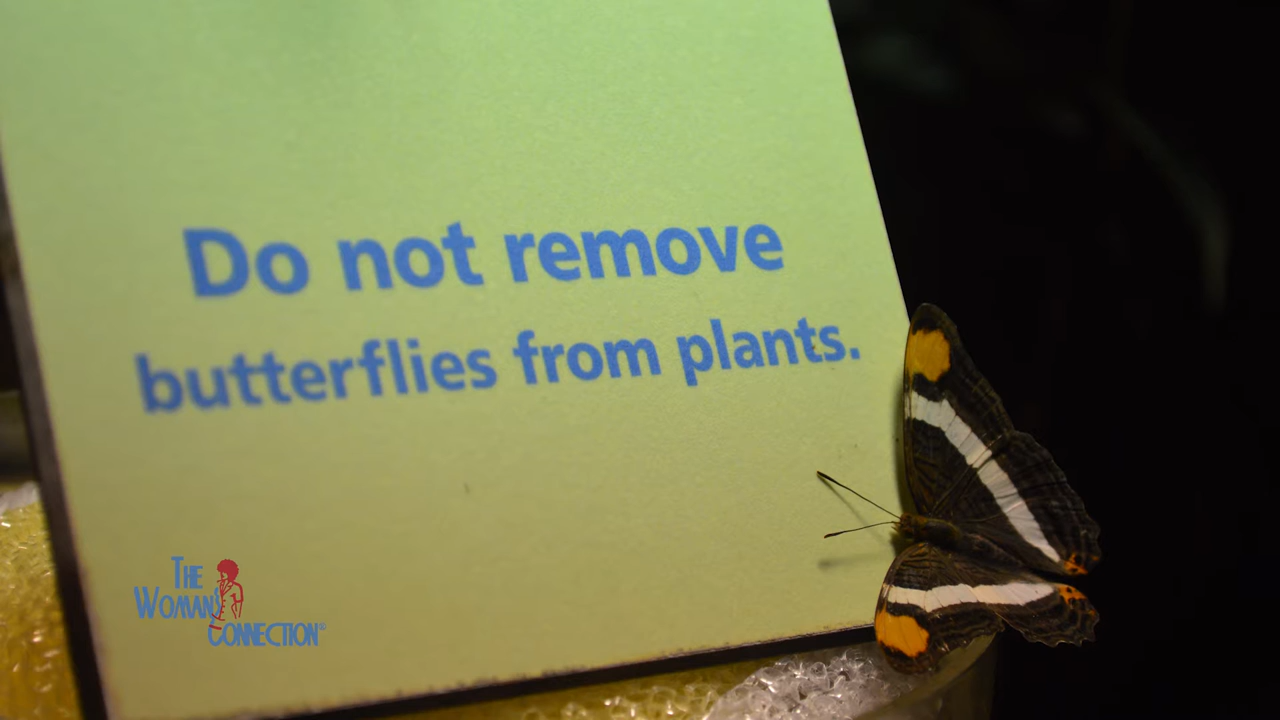 Do not remove
butterflies from plants.
The
Woman's
Connection®